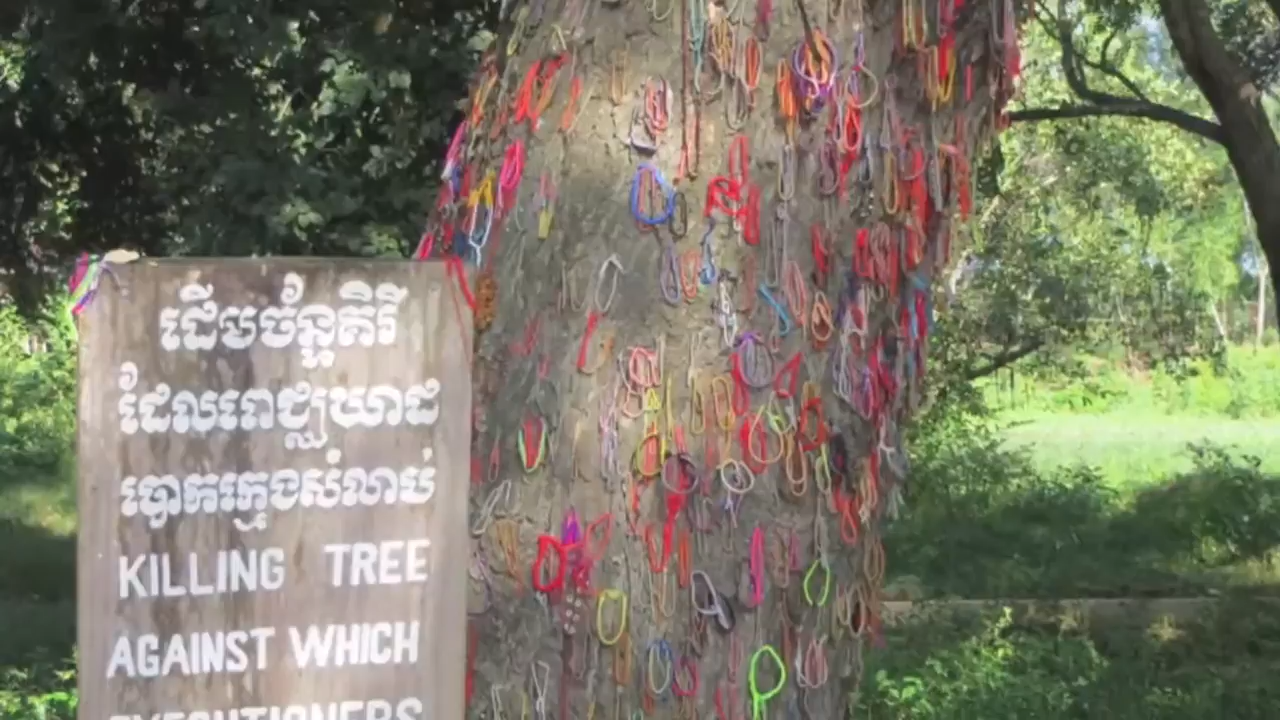 ដើមច័ន្ទគិរី
ដែលពេជ្ឈឃាដ
បោកក្មេងសំលាប់
KILLING TREE
AGAINST WHICH
EXECUTIONERS